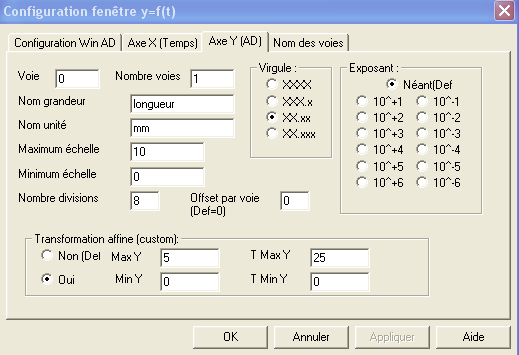 Configuration fenêtre y=f(t)
Configuration Win AD Axe X (Temps) Axe Y (AD) Nom des voies
Voie 0 Nombre voies 1
Nom grandeur longueur
Nom unité mm
Maximum échelle 10
Minimum échelle 0
Nombre divisions 8 Offset par voie (Def=0) 0
Virgule :
XXXX
XXX.x
XX.xx
XX.xxx
Exposant :
Néant(Def
10^+1 10^-1
10^+2 10^-2
10^+3 10^-3
10^+4 10^-4
10^+5 10^-5
10^+6 10^-6
Transformation affine (custom):
Non (Del Max Y 5 T Max Y 25
Oui Min Y 0 T Min Y 0
OK Annuler Appliquer Aide